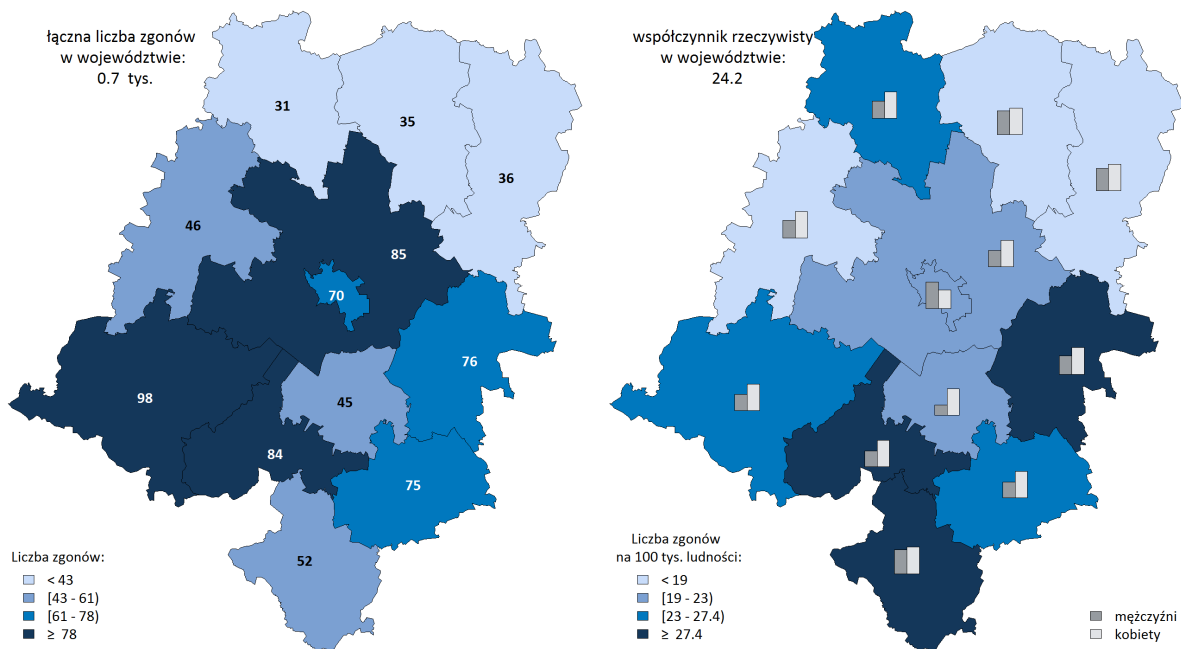 łączna liczba zgonów
w województwie:
0.7 tys.
31
35
36
46
85
70
76
98
45
84
75
52
Liczba zgonów:
< 43
[43 - 61)
[61 - 78)
≥ 78
współczynnik rzeczywisty
w województwie:
24.2
Liczba zgonów
na 100 tys. ludności:
< 19
[19 - 23)
[23 - 27.4)
≥ 27.4
mężczyźni
kobiety